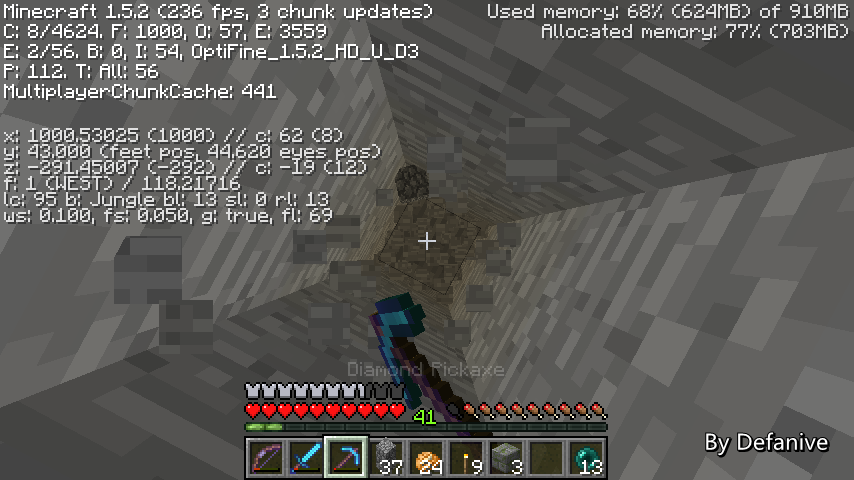 Minecraft 1.5.2 (236 fps, 3 chunk updates)
C: 8/4624. F: 1000, O: 57, E: 3559
E: 2/56. B: 0, I: 54, OptiFine_1.5.2_HD_U_D3
P: 112. T: All: 56
MultiplayerChunkCache: 441
Used memory: 68% (624MB) of 910MB
Allocated memory: 77% (703MB)
x: 1000.53025 (1000) // c: 62 (8)
y: 43.000 (feet pos, 44.620 eyes pos)
z: -291.45007 (-292) // c: -19 (12)
f: 1 (WEST) / 118.21716
lc: 95 b: Jungle bl: 13 sl: 0 rl: 13
ws: 0.100, fs: 0.050, g: true, fl: 69
Diamond Pickaxe
41
37 24 9 3 13
By Defanive